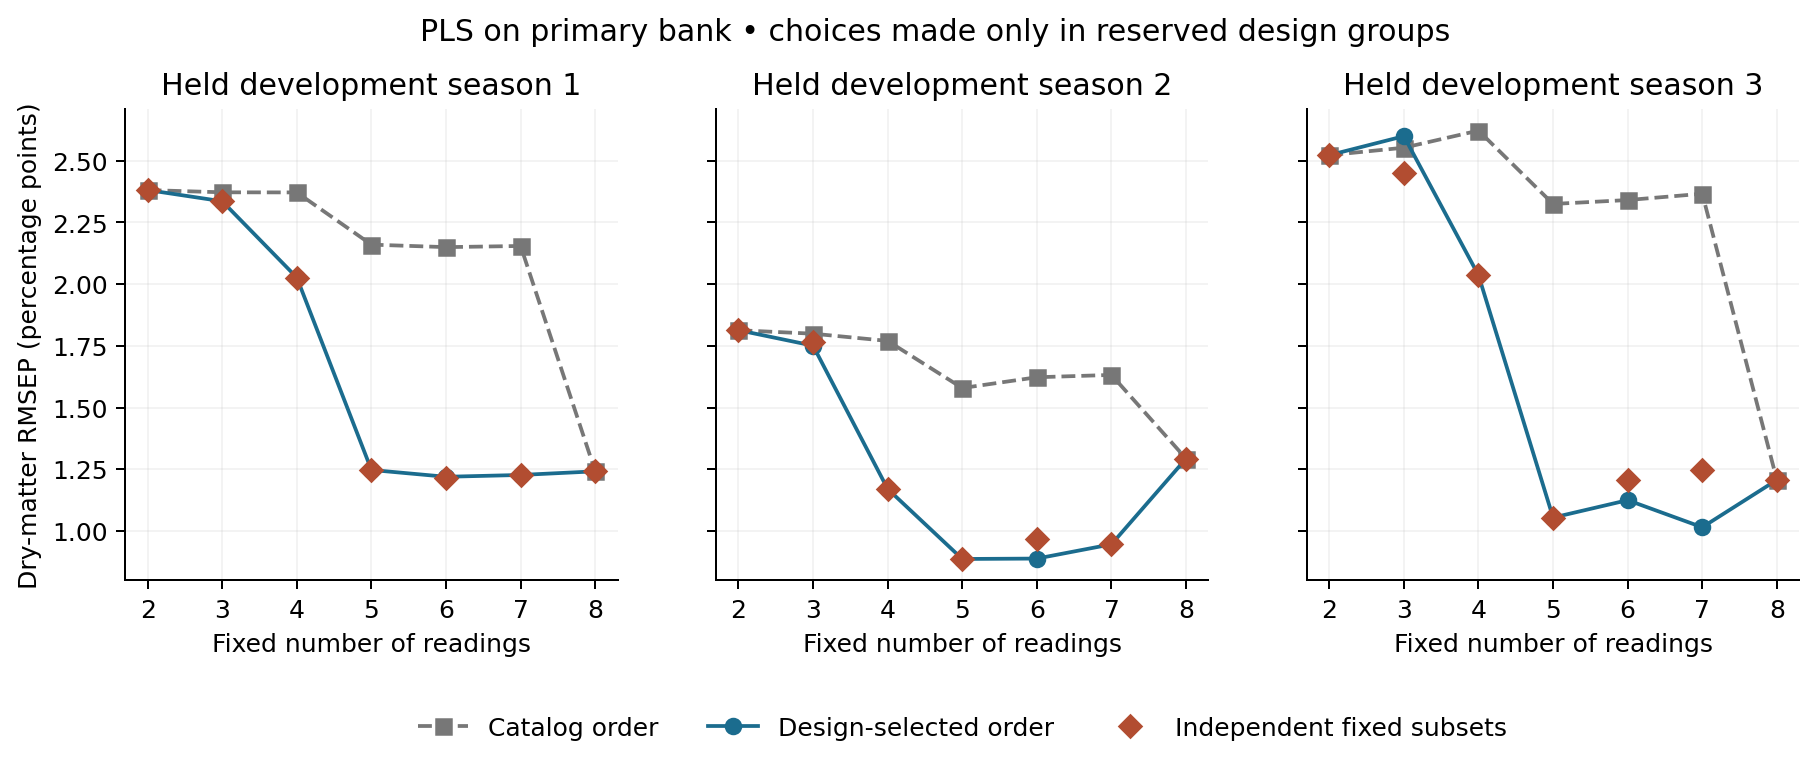 PLS on primary bank • choices made only in reserved design groups
Held development season 1
Held development season 2
Held development season 3
Dry-matter RMSEP (percentage points)
2.50
2.25
2.00
1.75
1.50
1.25
1.00
2 3 4 5 6 7 8
2 3 4 5 6 7 8
2 3 4 5 6 7 8
Fixed number of readings
Fixed number of readings
Fixed number of readings
Catalog order
Design-selected order
Independent fixed subsets